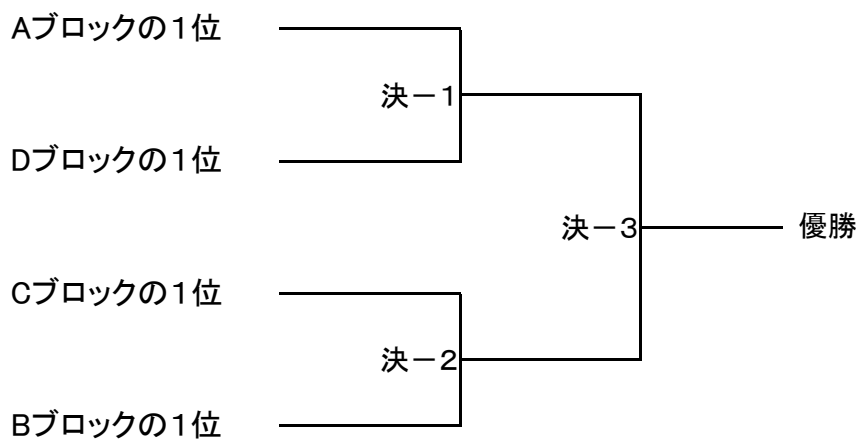 Aブロックの１位
決－１
Dブロックの１位
決－３
優勝
Cブロックの１位
決－２
Bブロックの１位